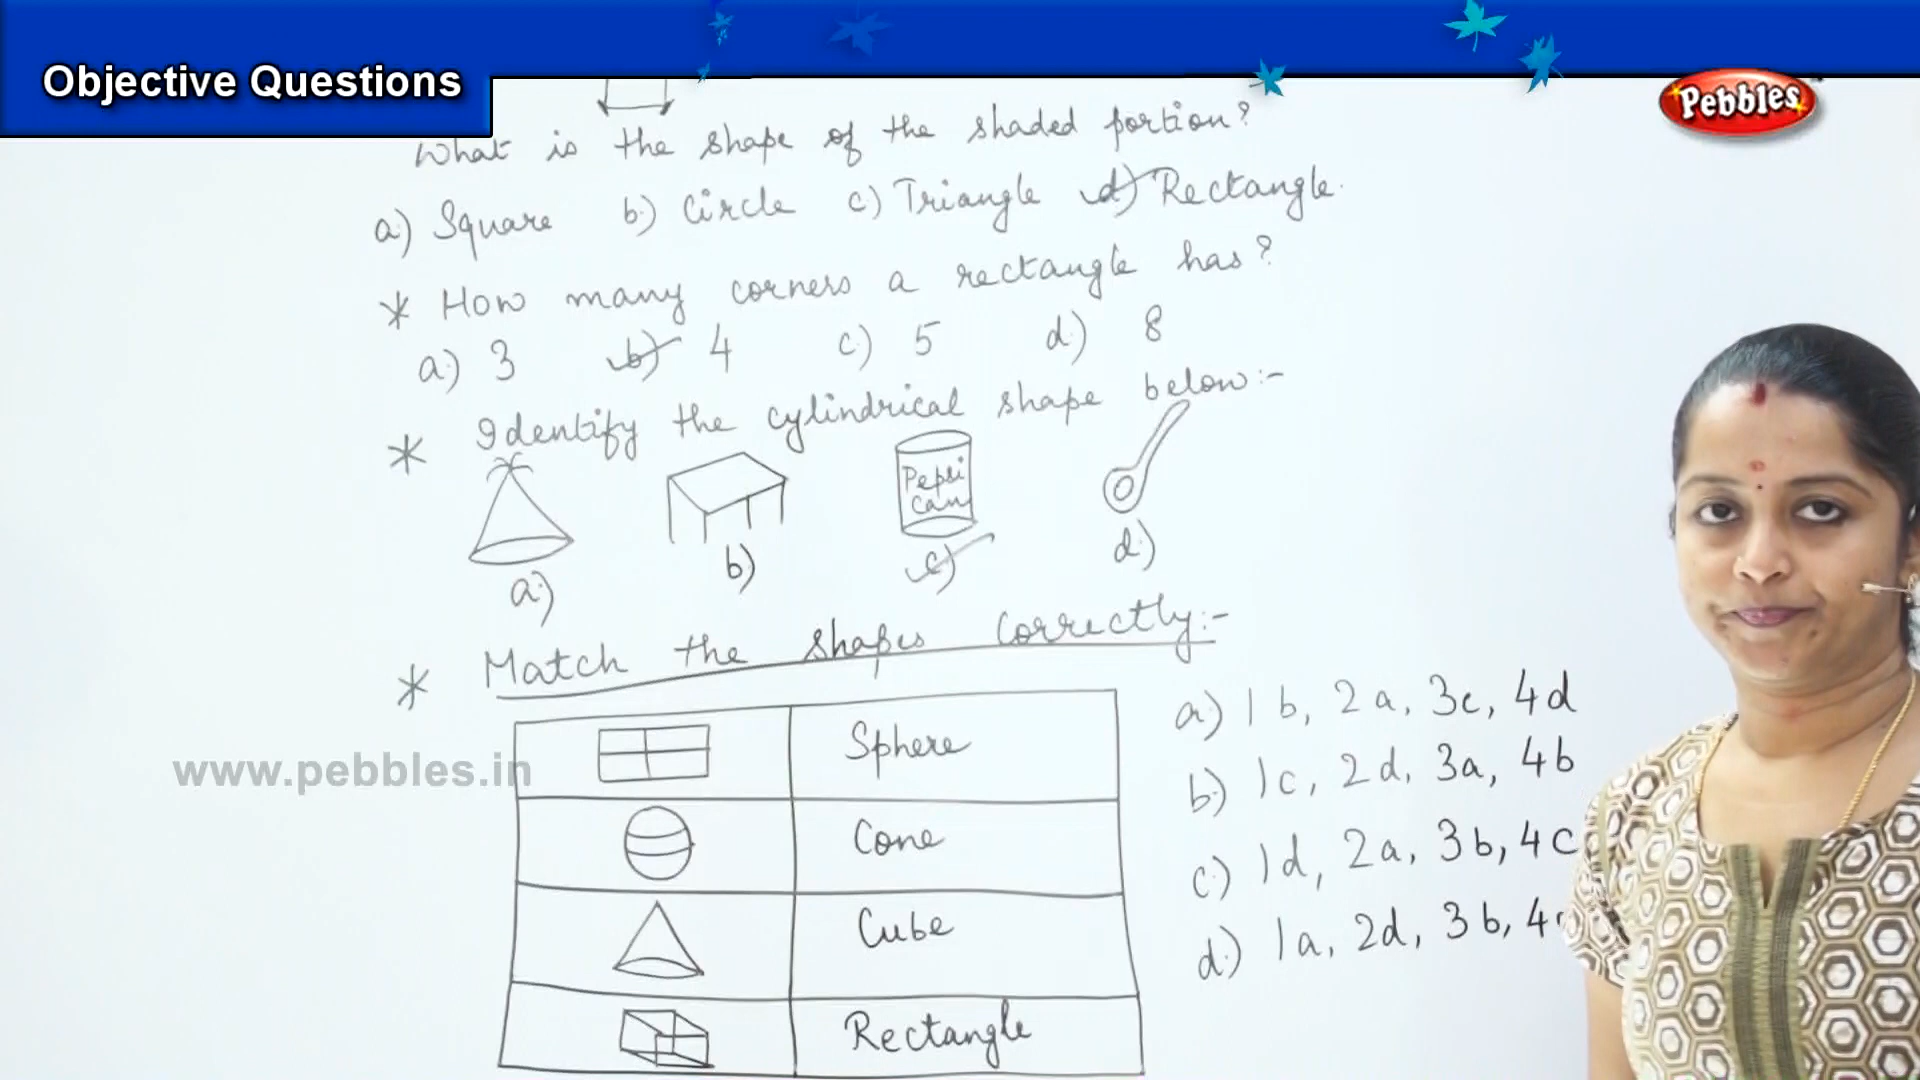 Objective Questions
Pebbles
What is the shape of the shaded portion?
a) Square b) Circle c) Triangle d) Rectangle.
* How many corners a rectangle has?
a) 3 b) 4 c) 5 d) 8
* Identify the cylindrical shape below:-
Pepsi
Can
a) b) c) d)
* Match the shapes correctly:-
Sphere
Cone
Cube
Rectangle
a) 1b, 2a, 3c, 4d
b) 1c, 2d, 3a, 4b
c) 1d, 2a, 3b, 4c
d) 1a, 2d, 3b, 4
www.pebbles.in